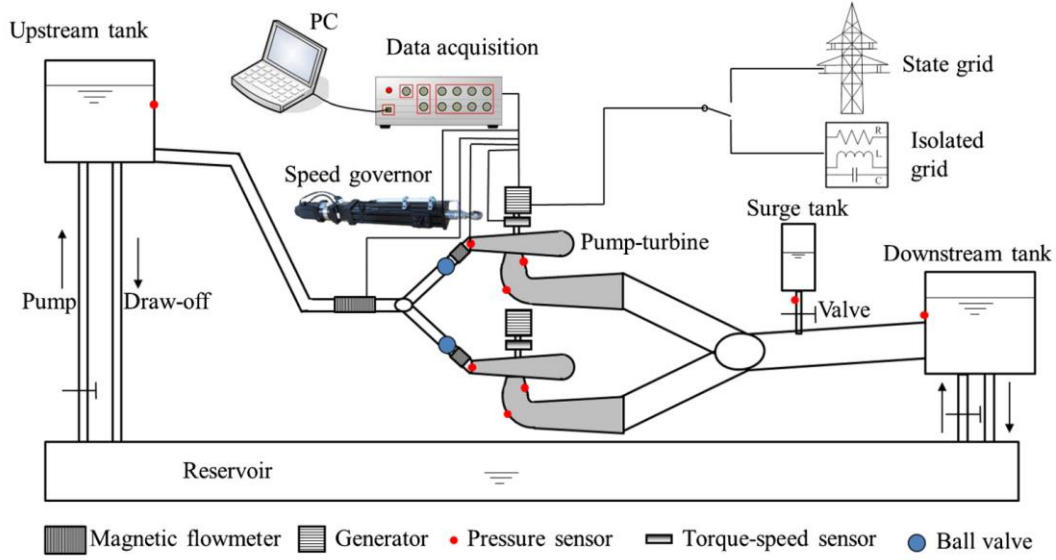 Upstream tank
PC
Data acquisition
State grid
R
L
C
Isolated
grid
Speed governor
Surge tank
Pump-turbine
Downstream tank
Pump
Draw-off
Valve
Reservoir
Magnetic flowmeter
Generator
Pressure sensor
Torque-speed sensor
Ball valve